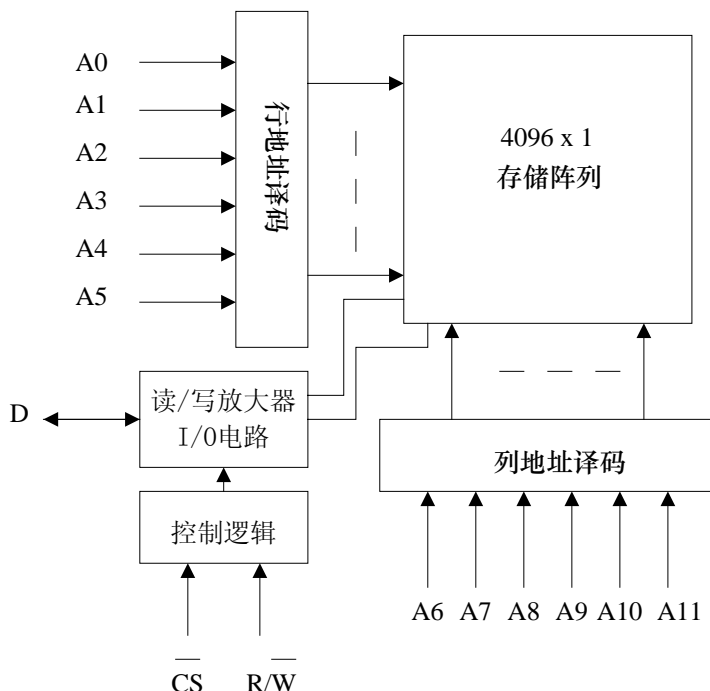 A0
A1
A2
A3
A4
A5
行地址译码
4096 x 1
存储阵列
D
读/写放大器
I/O电路
列地址译码
控制逻辑
A6 A7 A8 A9 A10 A11
C̅S̅ R/W̅